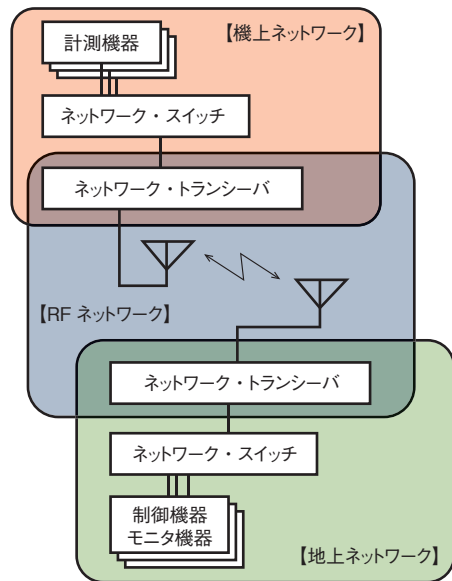 【機上ネットワーク】
計測機器
ネットワーク・スイッチ
ネットワーク・トランシーバ
【RF ネットワーク】
ネットワーク・トランシーバ
ネットワーク・スイッチ
制御機器
モニタ機器
【地上ネットワーク】